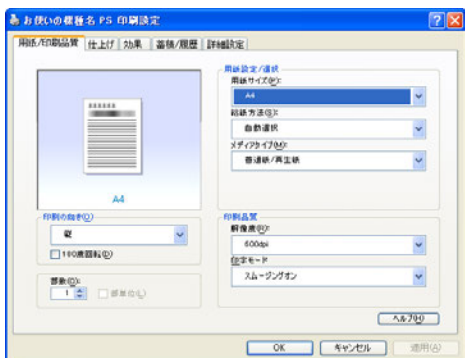 お使いの機種名 PS 印刷設定
用紙/印刷品質 仕上げ 効果 蓄積/履歴 詳細設定
A4
印刷の向き(O)
縦
180度回転(D)
部数(C):
1
部単位(L)
用紙設定/選択
用紙サイズ(P):
A4
給紙方法(S):
自動選択
メディアタイプ(M):
普通紙/再生紙
印刷品質
解像度(R):
600dpi
住宅モード
スムージングオン
ヘルプ(H)
OK キャンセル 適用(A)